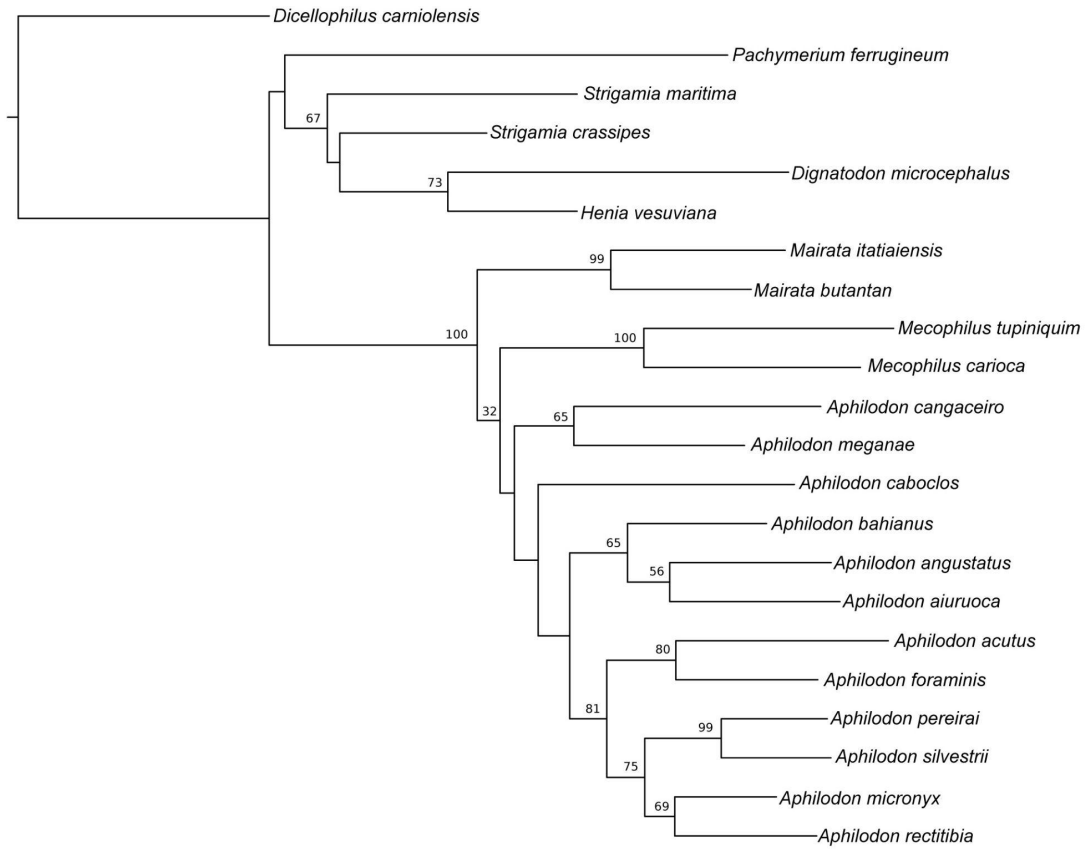 Dicellophilus carniolensis
Pachymerium ferrugineum
Strigamia maritima
67
Strigamia crassipes
Dignatodon microcephalus
73
Henia vesuviana
Mairata itatiaiensis
99
Mairata butantan
Mecophilus tupiniquim
100
100
Mecophilus carioca
Aphilodon cangaceiro
32
65
Aphilodon meganae
Aphilodon caboclos
Aphilodon bahianus
65
Aphilodon angustatus
56
Aphilodon aiuruoca
Aphilodon acutus
80
Aphilodon foraminis
81
Aphilodon pereirai
99
Aphilodon silvestrii
75
Aphilodon micronyx
69
Aphilodon rectitibia